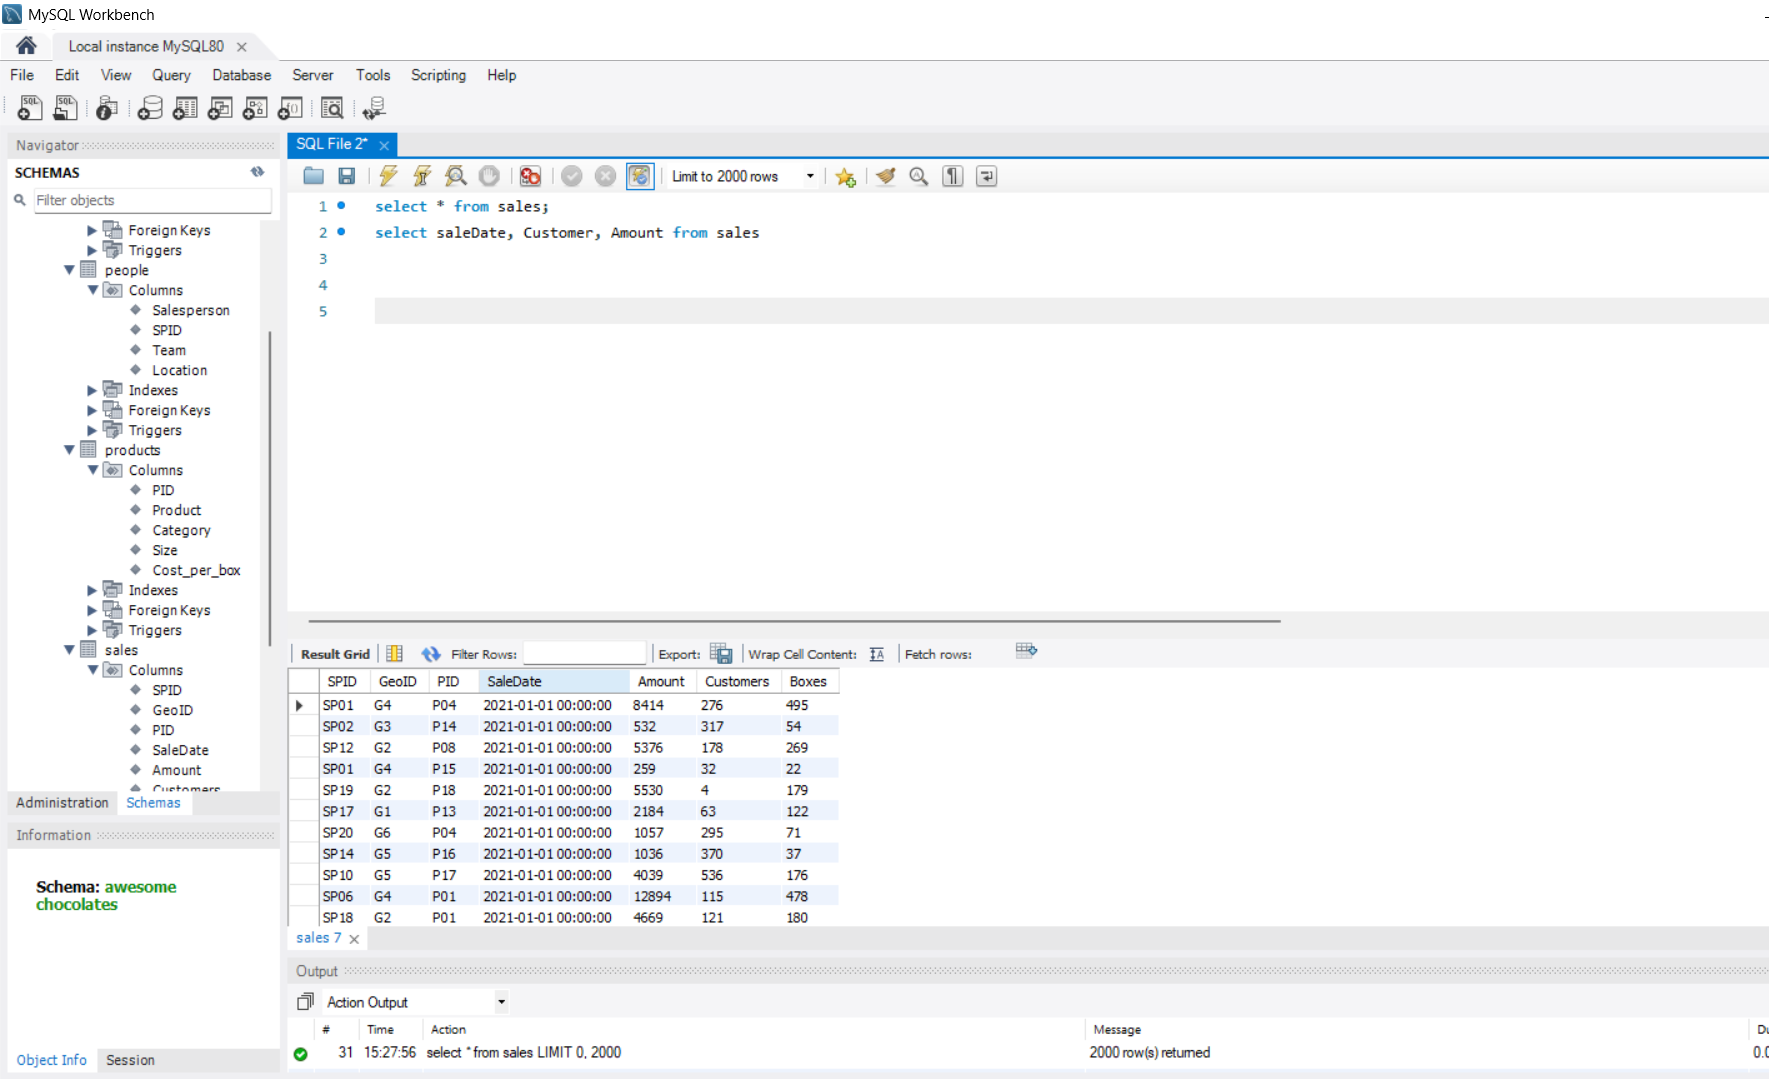 MySQL Workbench
Local instance MySQL80
File Edit View Query Database Server Tools Scripting Help
Navigator
SCHEMAS
Filter objects
Foreign Keys
Triggers
people
Columns
Salesperson
SPID
Team
Location
Indexes
Foreign Keys
Triggers
products
Columns
PID
Product
Category
Size
Cost_per_box
Indexes
Foreign Keys
Triggers
sales
Columns
SPID
GeoID
PID
SaleDate
Amount
Customers
Administration Schemas
Information
Schema: awesome
chocolates
Object Info Session
SQL File 2*
Limit to 2000 rows
1 select * from sales;
2 select saleDate, Customer, Amount from sales
3
4
5
Result Grid Filter Rows: Export: Wrap Cell Content: Fetch rows:
SPID GeoID PID SaleDate Amount Customers Boxes
SP01 G4 P04 2021-01-01 00:00:00 8414 276 495
SP02 G3 P14 2021-01-01 00:00:00 532 317 54
SP12 G2 P08 2021-01-01 00:00:00 5376 178 269
SP01 G4 P15 2021-01-01 00:00:00 259 32 22
SP19 G2 P18 2021-01-01 00:00:00 5530 4 179
SP17 G1 P13 2021-01-01 00:00:00 2184 63 122
SP20 G6 P04 2021-01-01 00:00:00 1057 295 71
SP14 G5 P16 2021-01-01 00:00:00 1036 370 37
SP10 G5 P17 2021-01-01 00:00:00 4039 536 176
SP06 G4 P01 2021-01-01 00:00:00 12894 115 478
SP18 G2 P01 2021-01-01 00:00:00 4669 121 180
sales 7
Output
Action Output
# Time Action Message
31 15:27:56 select * from sales LIMIT 0, 2000 2000 row(s) returned